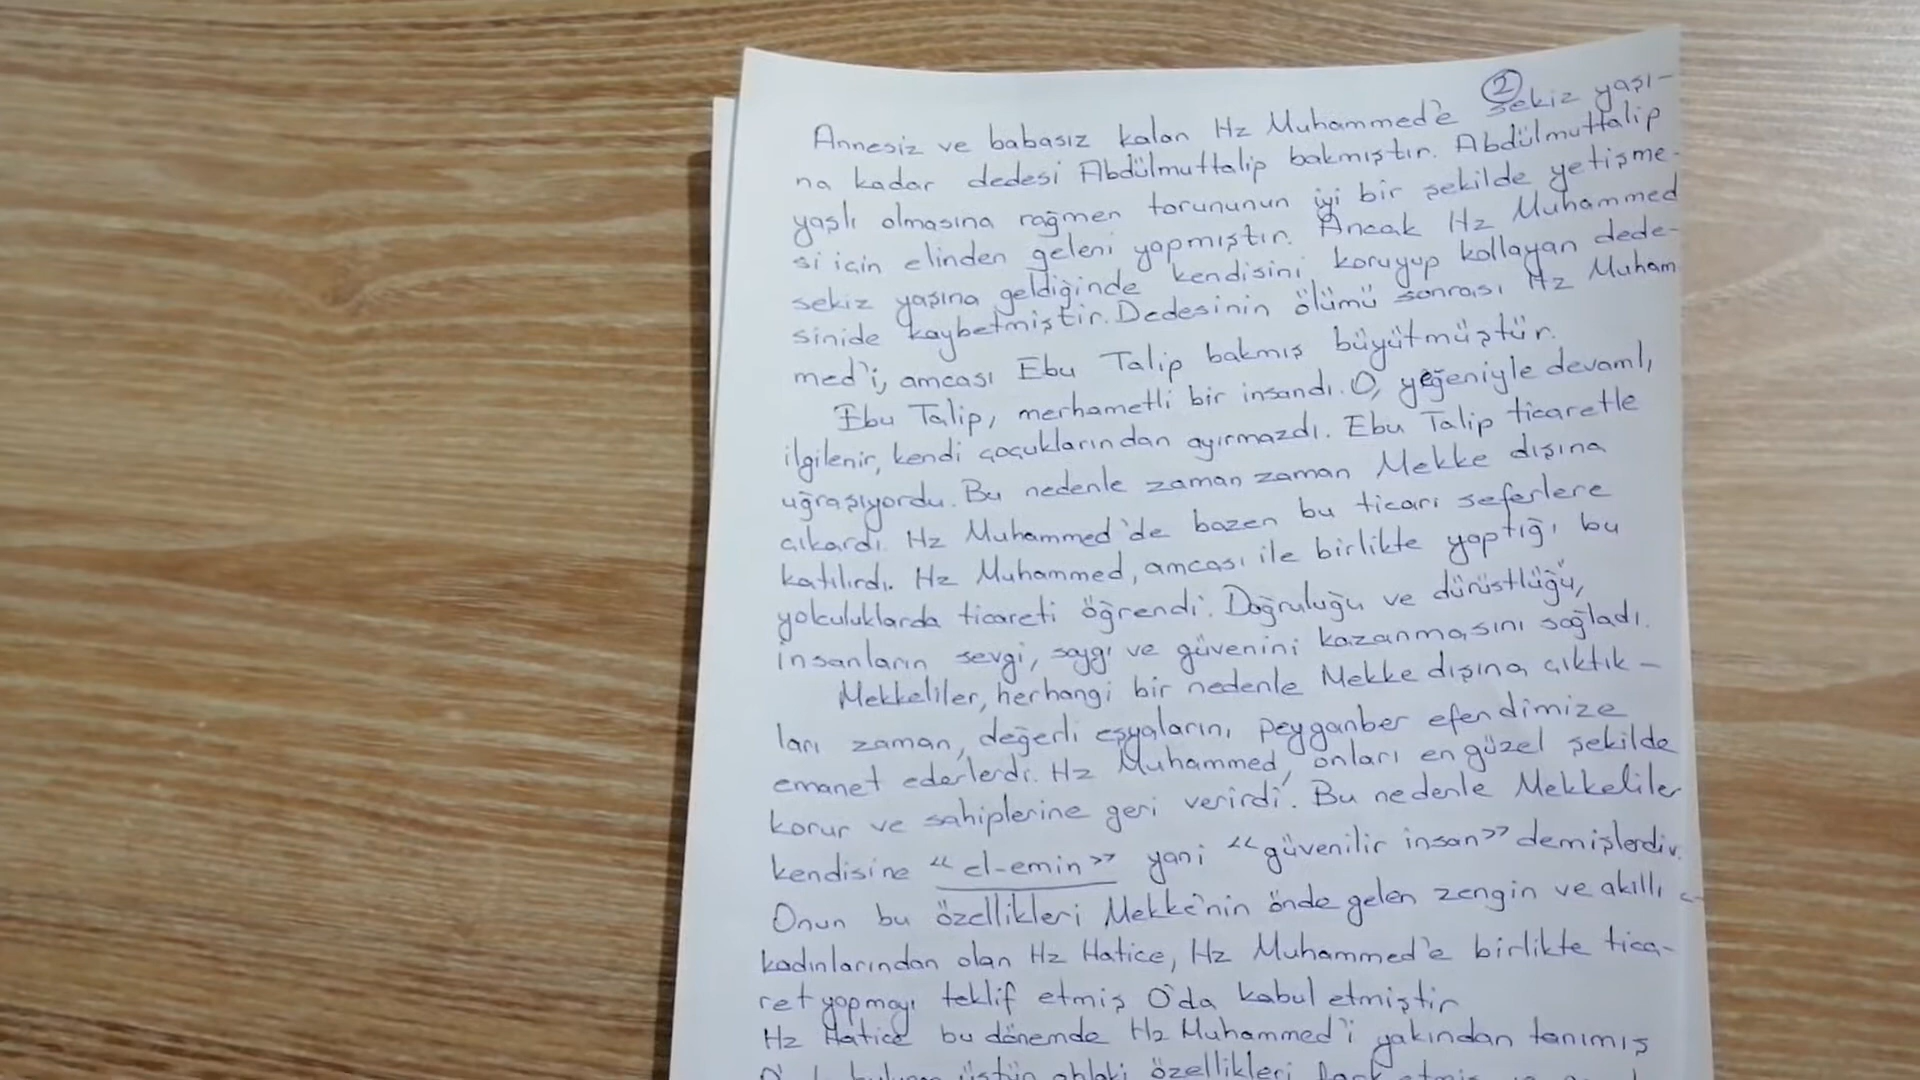 2
Annesiz ve babasız kalan Hz Muhammed'e sekiz yaşı-
na kadar dedesi Abdülmuttalip bakmıştır. Abdülmuttalip
yaşlı olmasına rağmen torununun iyi bir şekilde yetişme-
si için elinden geleni yapmıştır. Ancak Hz Muhammed
sekiz yaşına geldiğinde kendisini koruyup kollayan dede-
sinide kaybetmiştir. Dedesinin ölümü sonrası Hz Muham
med'i, amcası Ebu Talip bakmış büyütmüştür.
Ebu Talip, merhametli bir insandı. O, yeğeniyle devamlı,
ilgilenir, kendi çocuklarından ayırmazdı. Ebu Talip ticaretle
uğraşıyordu. Bu nedenle zaman zaman Mekke dışına
çıkardı. Hz Muhammed'de bazen bu ticari seferlere
katılırdı. Hz Muhammed, amcası ile birlikte yaptığı bu
yolculuklarda ticareti öğrendi. Doğruluğu ve dürüstlüğü,
insanların sevgi, saygı ve güvenini kazanmasını sağladı.
Mekkeliler, herhangi bir nedenle Mekke dışına çıktık-
ları zaman, değerli eşyaların, peyganber efendimize
emanet ederlerdi. Hz Muhammed, onları en güzel şekilde
korur ve sahiplerine geri verirdi. Bu nedenle Mekkeliler
kendisine "el-emin" yani "güvenilir insan" demişlerdir.
Onun bu özellikleri Mekke'nin önde gelen zengin ve akıllı
kadınlarından olan Hz Hatice, Hz Muhammed'e birlikte tica-
ret yapmayı teklif etmiş O'da kabul etmiştir
Hz Hatice bu dönemde Hz Muhammed'i yakından tanımış
özellikleri